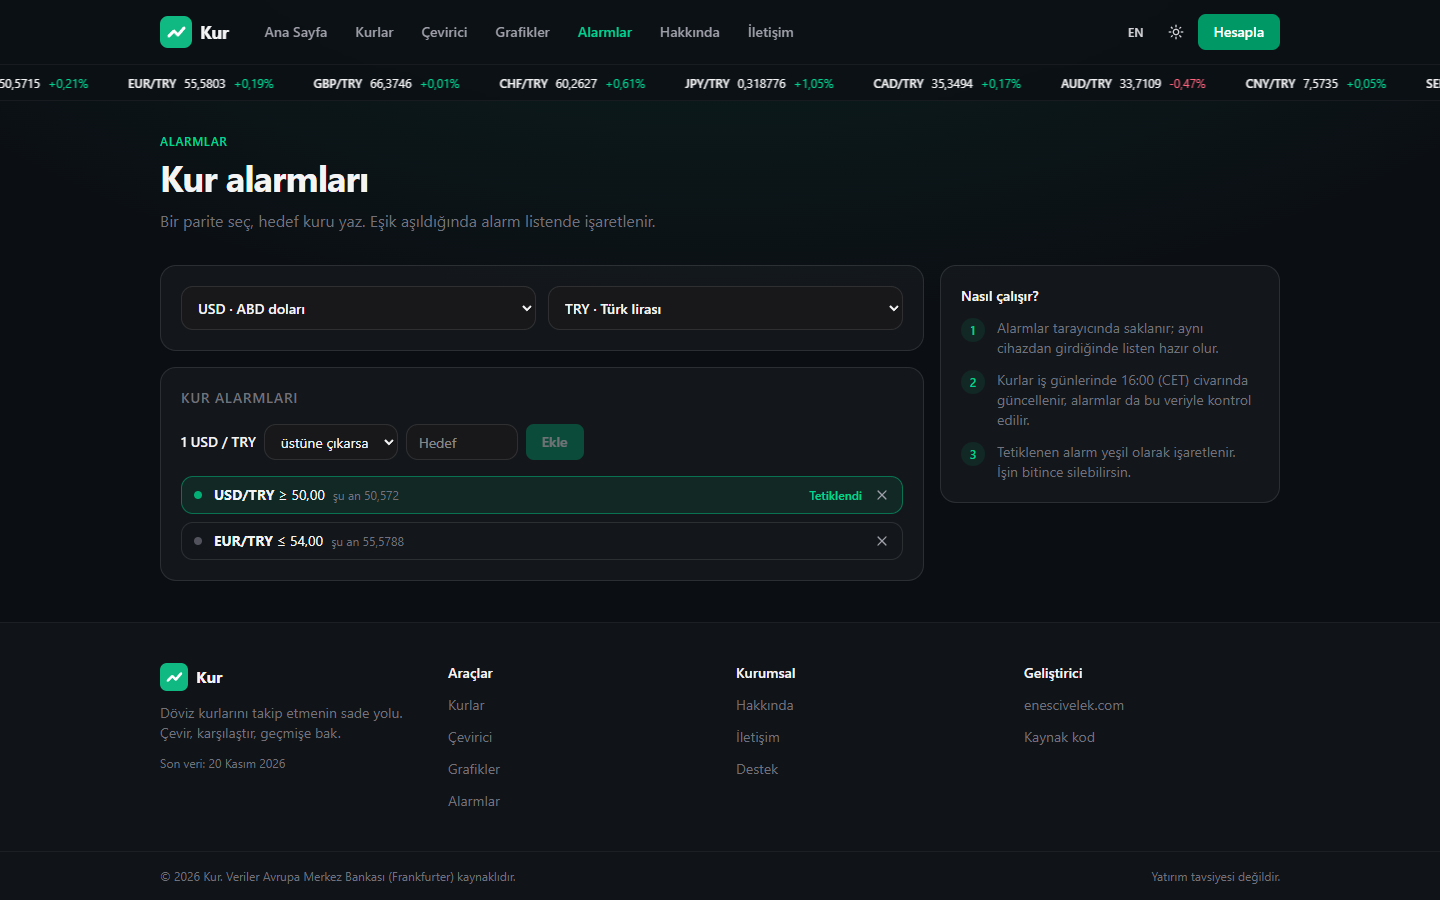 Kur
Ana Sayfa
Kurlar
Çevirici
Grafikler
Alarmlar
Hakkında
İletişim
EN
Hesapla
50,5715 +0,21%
EUR/TRY 55,5803 +0,19%
GBP/TRY 66,3746 +0,01%
CHF/TRY 60,2627 +0,61%
JPY/TRY 0,318776 +1,05%
CAD/TRY 35,3494 +0,17%
AUD/TRY 33,7109 -0,47%
CNY/TRY 7,5735 +0,05%
ALARMLAR
Kur alarmları
Bir parite seç, hedef kuru yaz. Eşik aşıldığında alarm listende işaretlenir.
USD · ABD doları
TRY · Türk lirası
KUR ALARMLARI
1 USD / TRY
üstüne çıkarsa
Hedef
Ekle
USD/TRY ≥ 50,00 şu an 50,572
Tetiklendi
EUR/TRY ≤ 54,00 şu an 55,5788
Nasıl çalışır?
1 Alarmlar tarayıcında saklanır; aynı
cihazdan girdiğinde listen hazır olur.
2 Kurlar iş günlerinde 16:00 (CET) civarında
güncellenir, alarmlar da bu veriyle kontrol
edilir.
3 Tetiklenen alarm yeşil olarak işaretlenir.
İşin bitince silebilirsin.
Kur
Döviz kurlarını takip etmenin sade yolu.
Çevir, karşılaştır, geçmişe bak.
Son veri: 20 Kasım 2026
Araçlar
Kurlar
Çevirici
Grafikler
Alarmlar
Kurumsal
Hakkında
İletişim
Destek
Geliştirici
enescivelek.com
Kaynak kod
© 2026 Kur. Veriler Avrupa Merkez Bankası (Frankfurter) kaynaklıdır.
Yatırım tavsiyesi değildir.